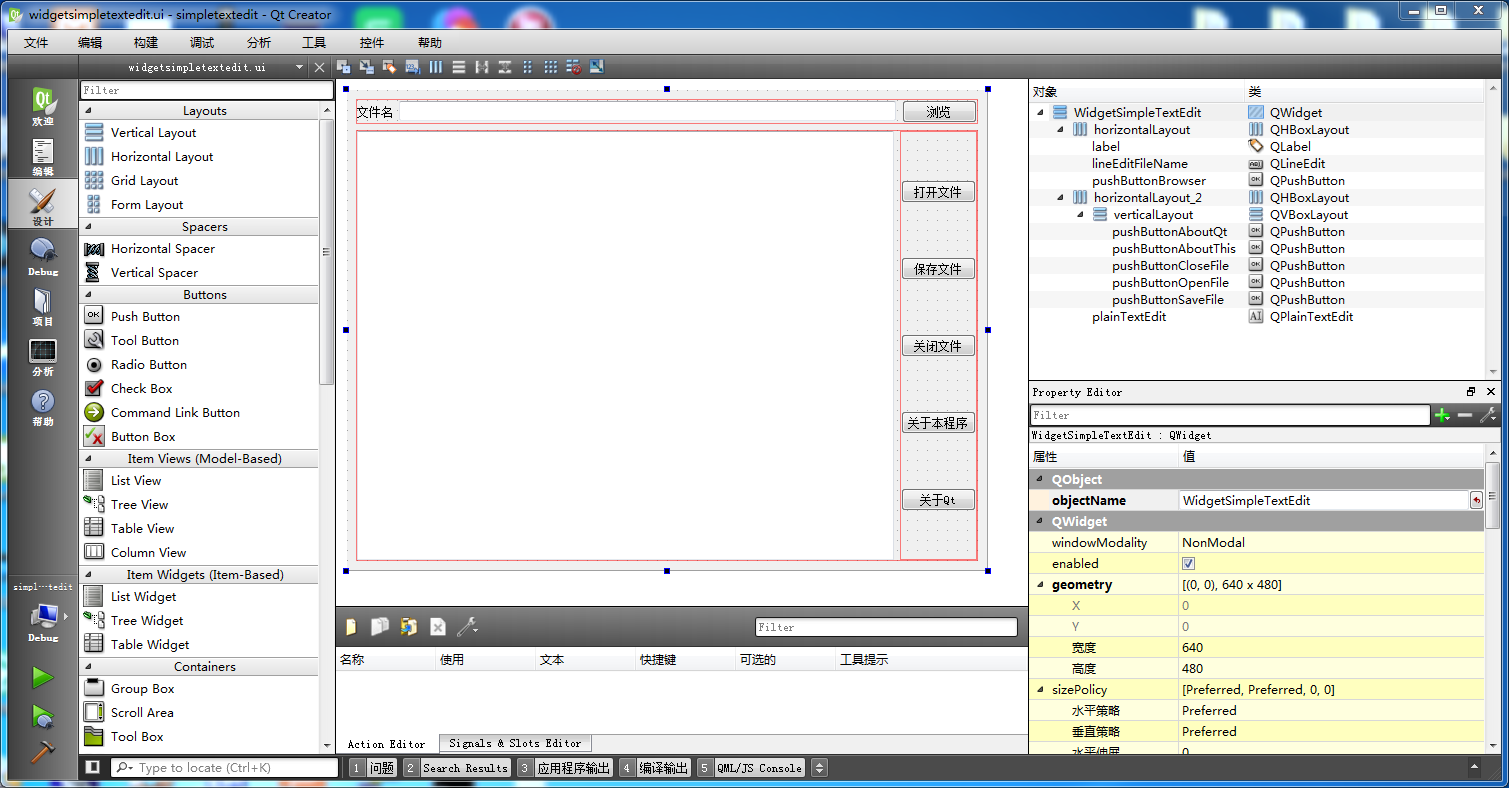 widgetsimpletextedit.ui - simpletextedit - Qt Creator
文件 编辑 构建 调试 分析 工具 控件 帮助
widgetsimpletextedit.ui
欢迎
编辑
设计
Debug
项目
分析
帮助
simpl···tedit
Debug
Filter
Layouts
Vertical Layout
Horizontal Layout
Grid Layout
Form Layout
Spacers
Horizontal Spacer
Vertical Spacer
Buttons
Push Button
Tool Button
Radio Button
Check Box
Command Link Button
Button Box
Item Views (Model-Based)
List View
Tree View
Table View
Column View
Item Widgets (Item-Based)
List Widget
Tree Widget
Table Widget
Containers
Group Box
Scroll Area
Tool Box
文件名 浏览
打开文件
保存文件
关闭文件
关于本程序
关于Qt
Filter
名称 使用 文本 快捷键 可选的 工具提示
Action Editor Signals & Slots Editor
对象 类
WidgetSimpleTextEdit QWidget
horizontalLayout QHBoxLayout
label QLabel
lineEditFileName QLineEdit
pushButtonBrowser QPushButton
horizontalLayout_2 QHBoxLayout
verticalLayout QVBoxLayout
pushButtonAboutQt QPushButton
pushButtonAboutThis QPushButton
pushButtonCloseFile QPushButton
pushButtonOpenFile QPushButton
pushButtonSaveFile QPushButton
plainTextEdit QPlainTextEdit
Property Editor
Filter
WidgetSimpleTextEdit : QWidget
属性 值
QObject
objectName WidgetSimpleTextEdit
QWidget
windowModality NonModal
enabled
geometry [(0, 0), 640 x 480]
X 0
Y 0
宽度 640
高度 480
sizePolicy [Preferred, Preferred, 0, 0]
水平策略 Preferred
垂直策略 Preferred
水平伸展 0
Type to locate (Ctrl+K) 1 问题 2 Search Results 3 应用程序输出 4 编译输出 5 QML/JS Console